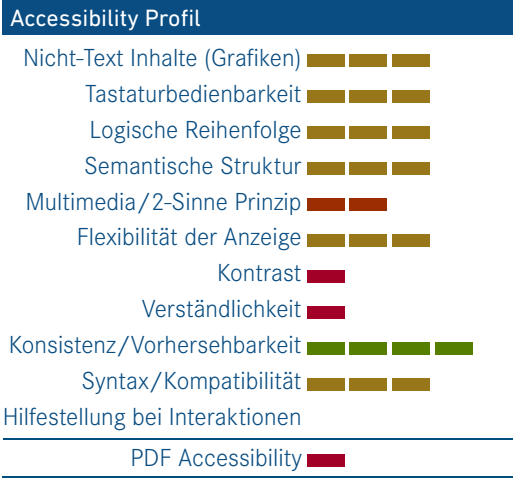 Accessibility Profil
Nicht-Text Inhalte (Grafiken)
Tastaturbedienbarkeit
Logische Reihenfolge
Semantische Struktur
Multimedia/2-Sinne Prinzip
Flexibilität der Anzeige
Kontrast
Verständlichkeit
Konsistenz/Vorhersehbarkeit
Syntax/Kompatibilität
Hilfestellung bei Interaktionen
PDF Accessibility